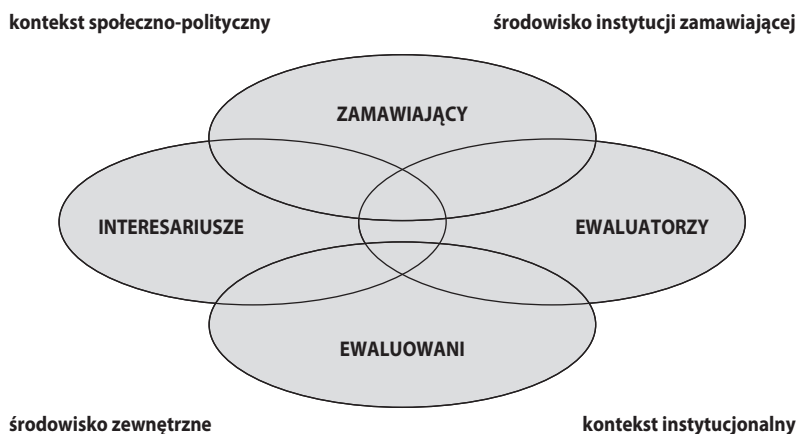 kontekst społeczno-polityczny
środowisko instytucji zamawiającej
ZAMAWIAJĄCY
INTERESARIUSZE
EWALUATORZY
EWALUOWANI
środowisko zewnętrzne
kontekst instytucjonalny